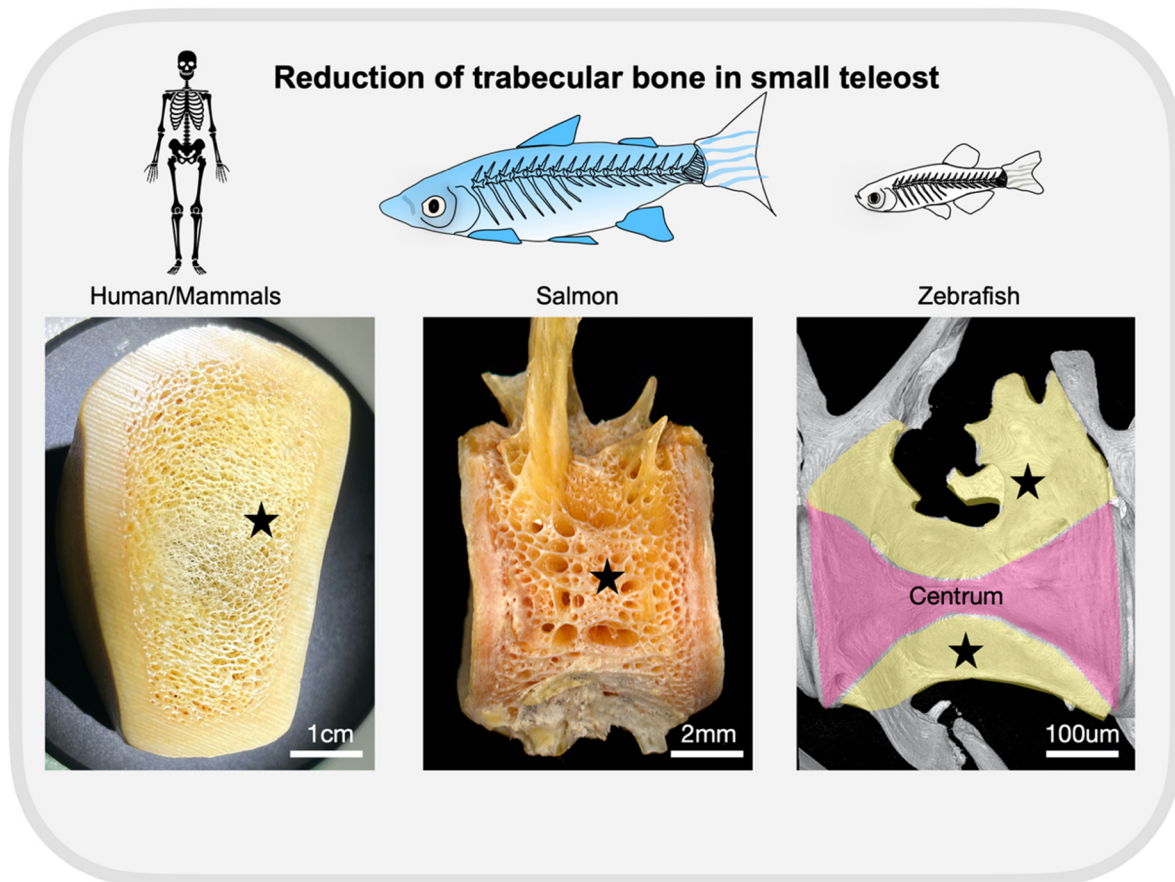 Reduction of trabecular bone in small teleost
Human/Mammals
Salmon
Zebrafish
Centrum
1cm
2mm
100um